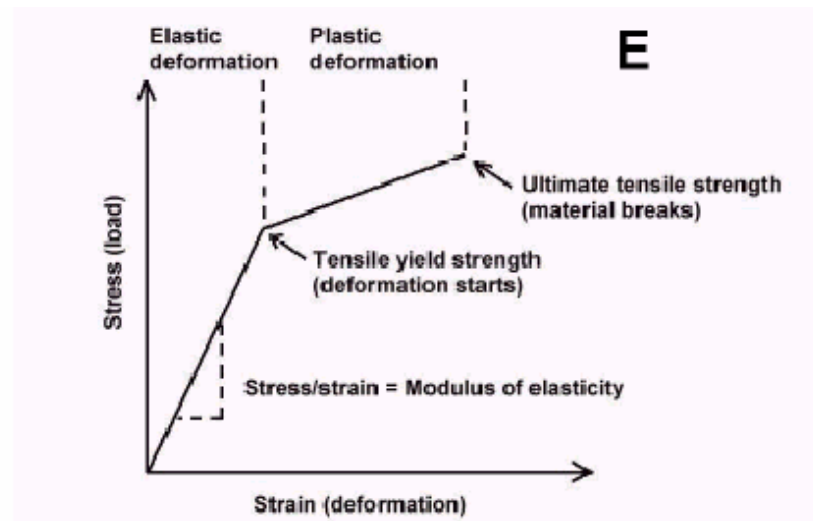 Elastic
deformation
Plastic
deformation
E
Ultimate tensile strength
(material breaks)
Tensile yield strength
(deformation starts)
Stress (load)
Stress/strain = Modulus of elasticity
Strain (deformation)